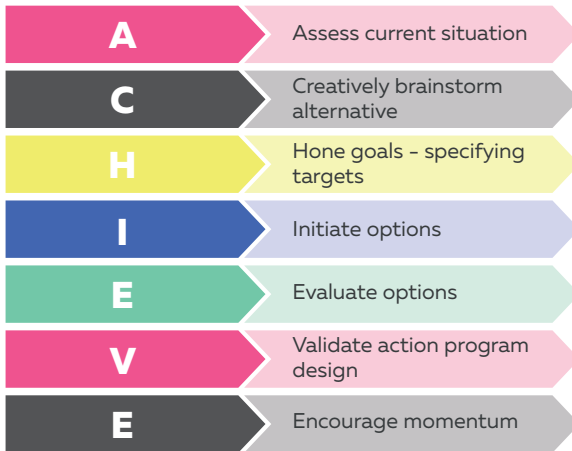 A
Assess current situation
C
Creatively brainstorm
alternative
H
Hone goals - specifying
targets
I
Initiate options
E
Evaluate options
V
Validate action program
design
E
Encourage momentum